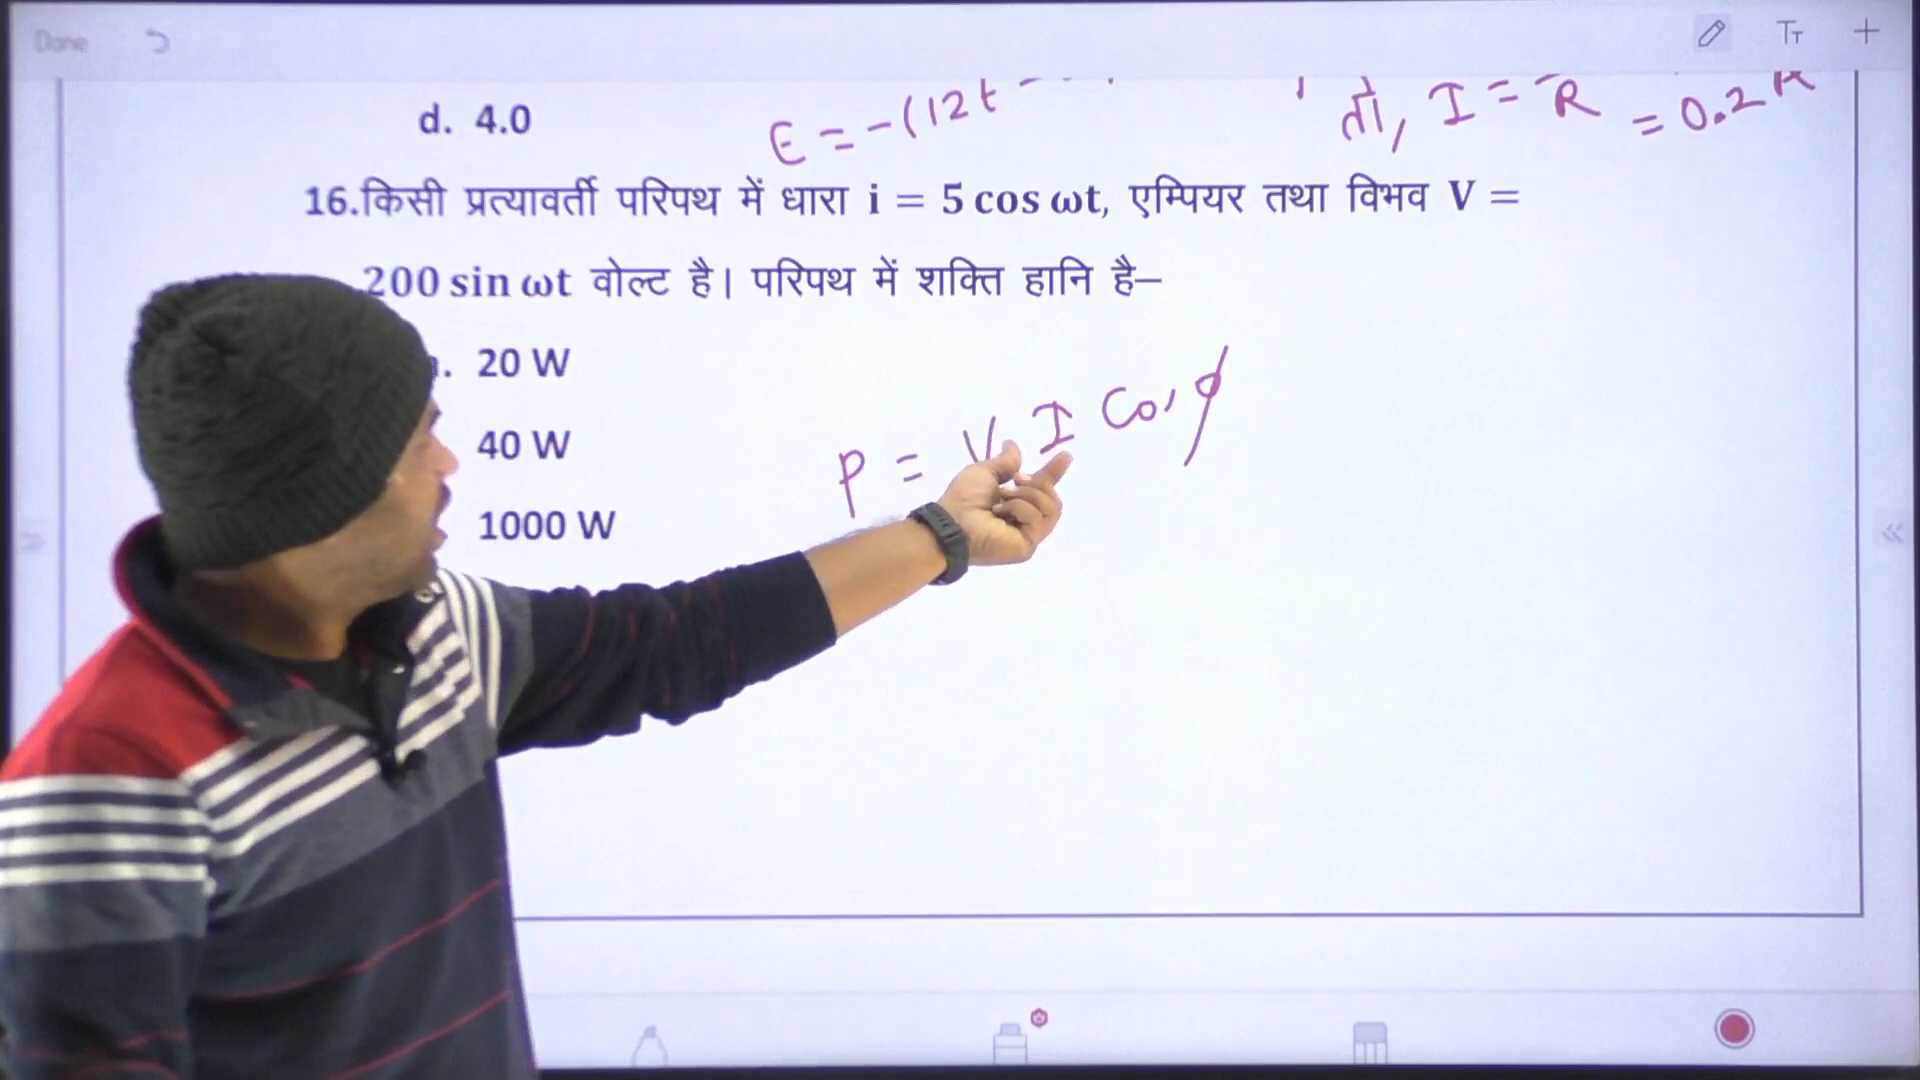 Done
d. 4.0
E = -(12t
तो, I = R = 0.2
16.किसी प्रत्यावर्ती परिपथ में धारा i = 5 cos ωt, एम्पियर तथा विभव V =
200 sin ωt वोल्ट है। परिपथ में शक्ति हानि है–
20 W
40 W
1000 W
P = V I Cos φ